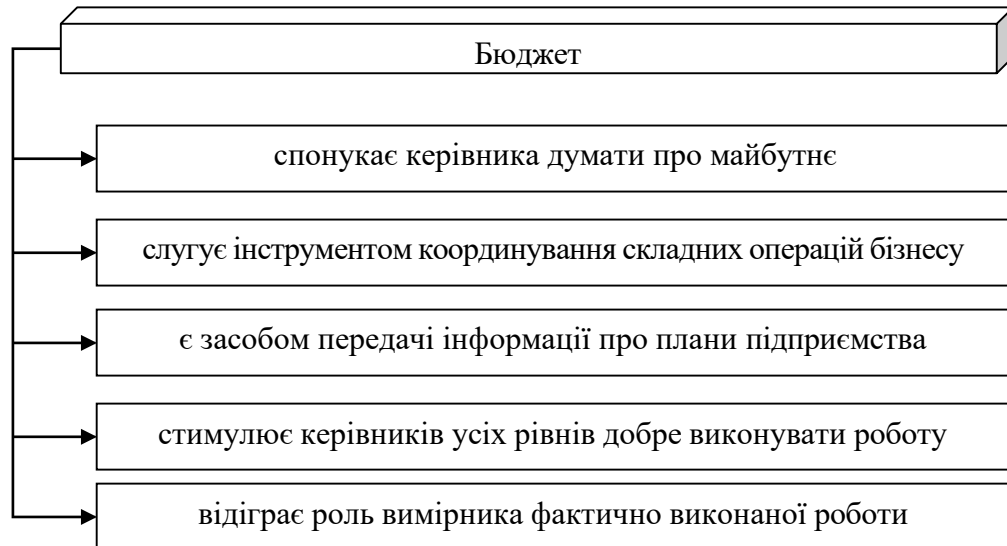 Бюджет
спонукає керівника думати про майбутнє
слугує інструментом координування складних операцій бізнесу
є засобом передачі інформації про плани підприємства
стимулює керівників усіх рівнів добре виконувати роботу
відіграє роль вимірника фактично виконаної роботи